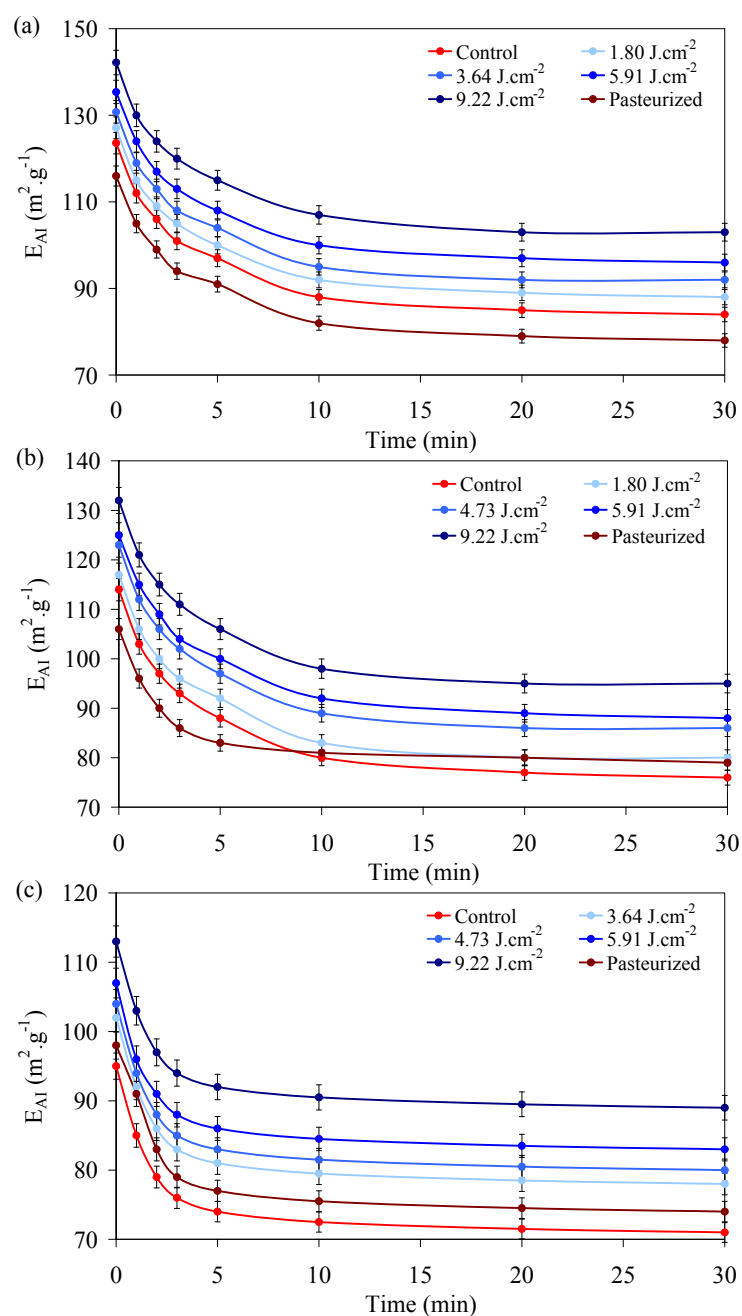 (a)
150
130
110
90
70
E_AI (m².g⁻¹)
Control
1.80 J.cm⁻²
3.64 J.cm⁻²
5.91 J.cm⁻²
9.22 J.cm⁻²
Pasteurized
0 5 10 15 20 25 30
Time (min)
(b)
140
130
120
110
100
90
80
70
E_AI (m².g⁻¹)
Control
1.80 J.cm⁻²
4.73 J.cm⁻²
5.91 J.cm⁻²
9.22 J.cm⁻²
Pasteurized
0 5 10 15 20 25 30
Time (min)
(c)
120
110
100
90
80
70
E_AI (m².g⁻¹)
Control
3.64 J.cm⁻²
4.73 J.cm⁻²
5.91 J.cm⁻²
9.22 J.cm⁻²
Pasteurized
0 5 10 15 20 25 30
Time (min)